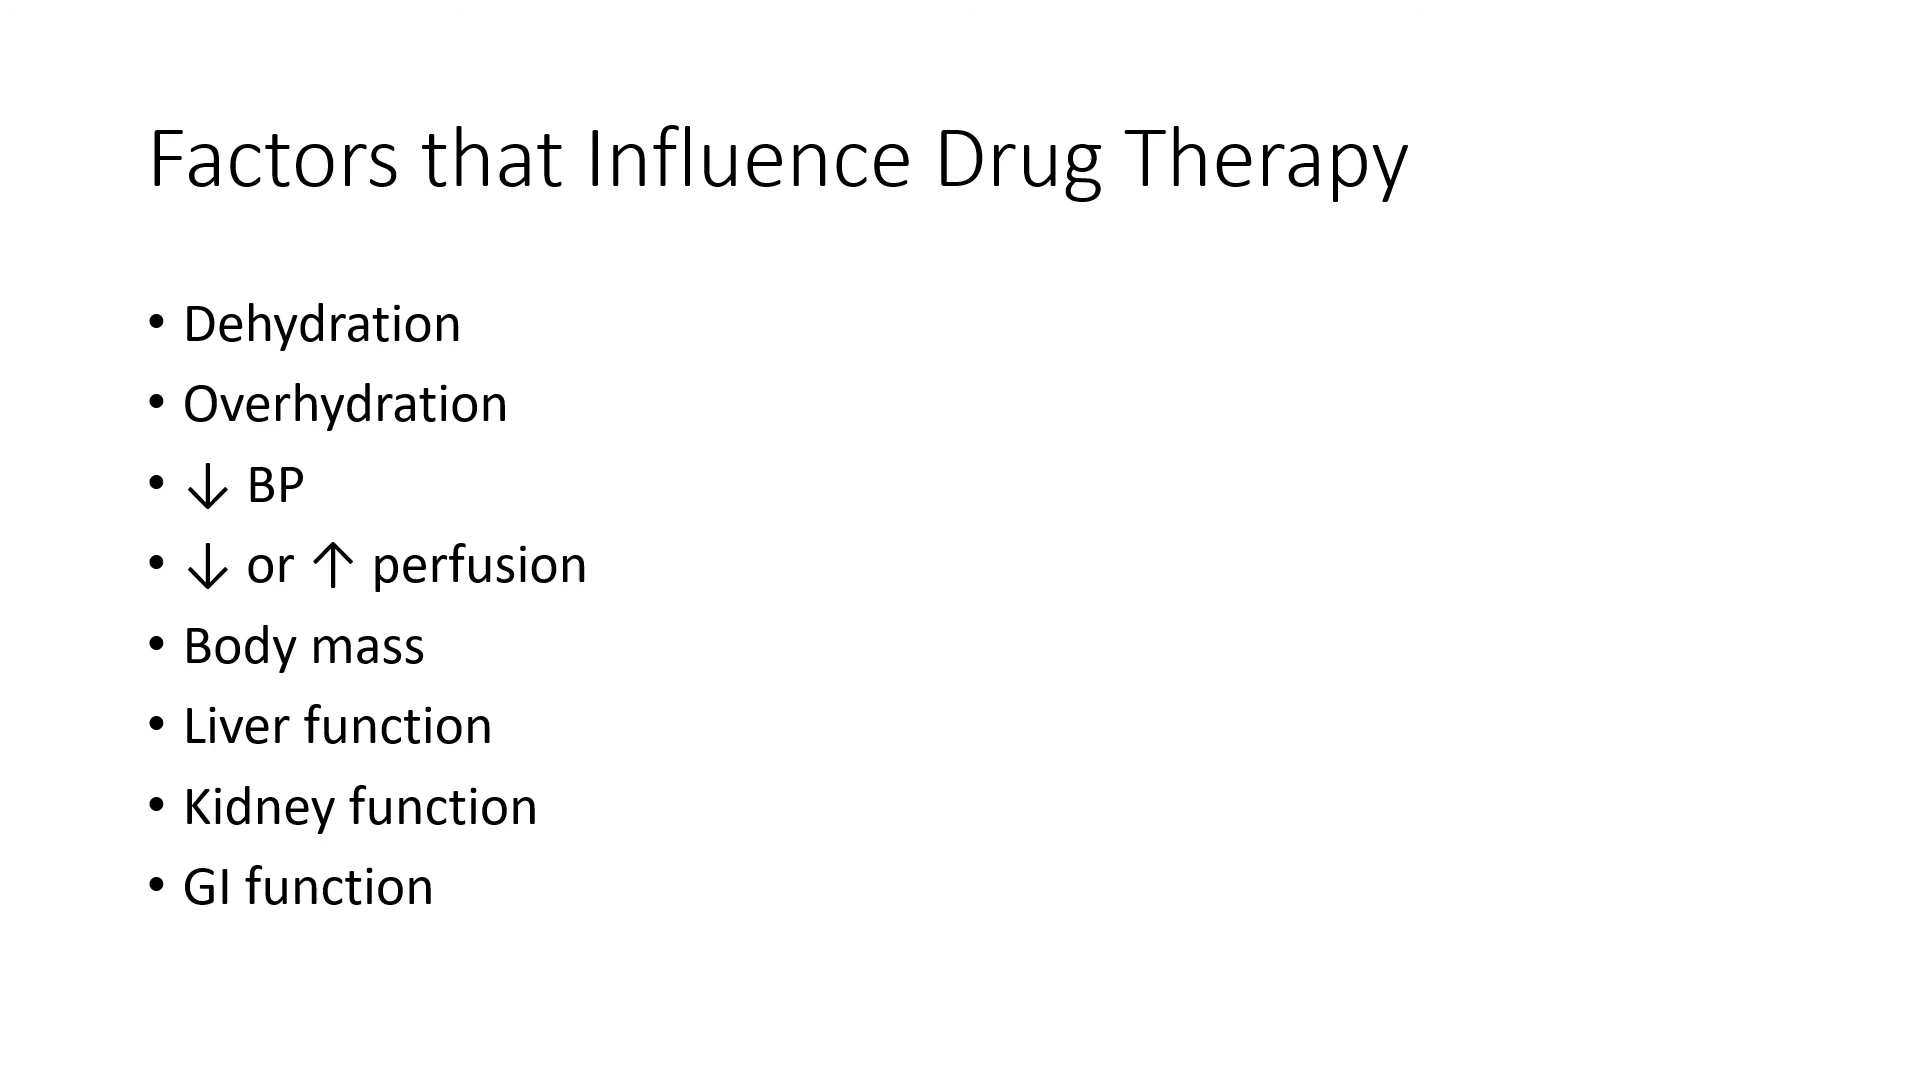 Factors that Influence Drug Therapy
• Dehydration
• Overhydration
• ↓ BP
• ↓ or ↑ perfusion
• Body mass
• Liver function
• Kidney function
• GI function